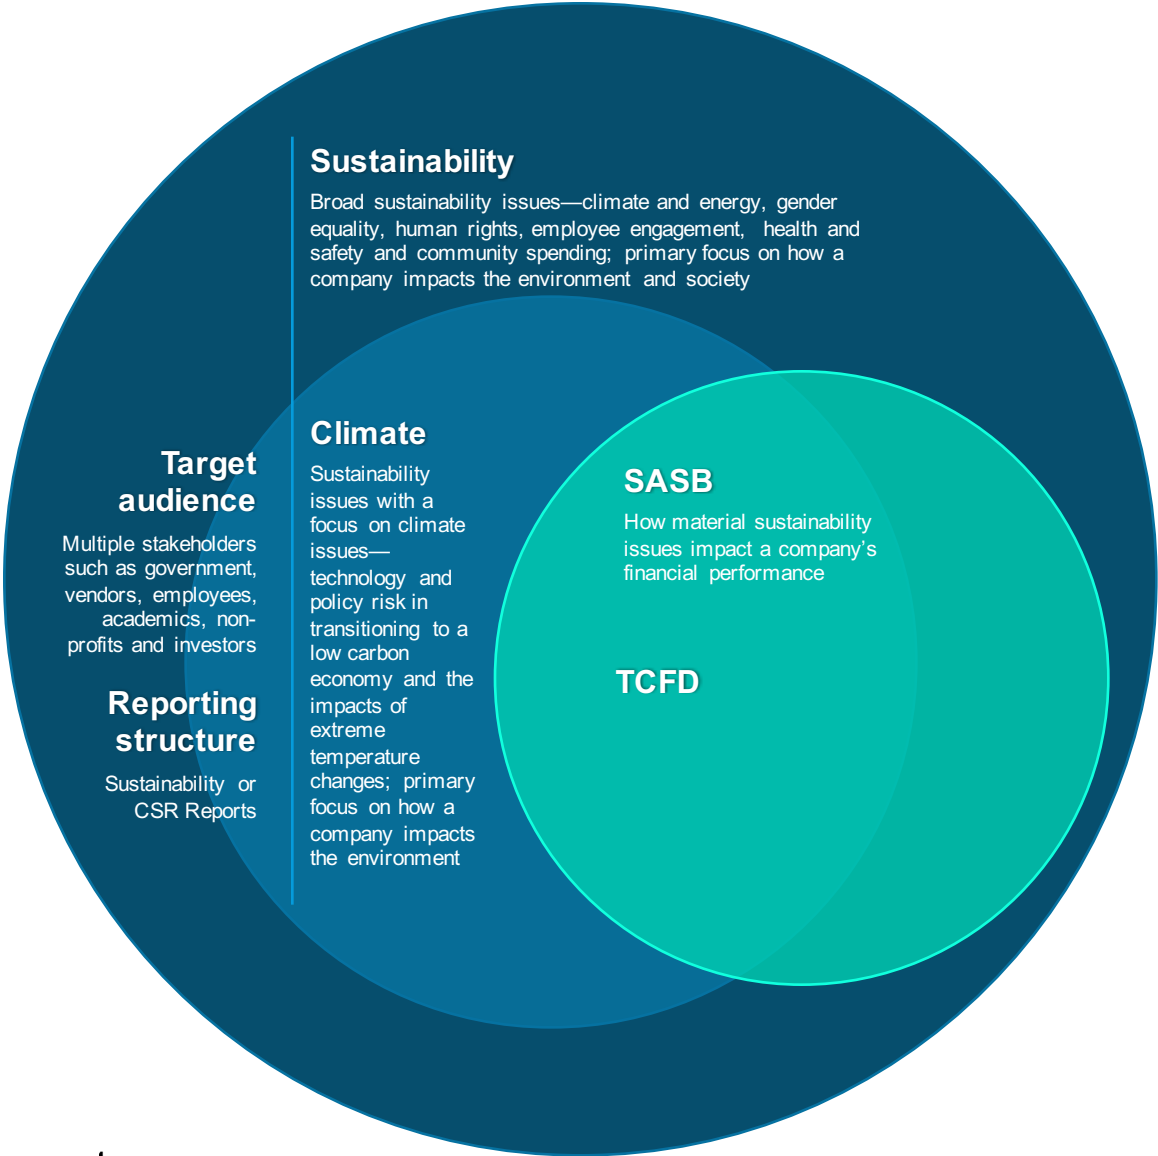 Sustainability
Broad sustainability issues—climate and energy, gender
equality, human rights, employee engagement, health and
safety and community spending; primary focus on how a
company impacts the environment and society
Target
audience
Multiple stakeholders
such as government,
vendors, employees,
academics, non-
profits and investors
Reporting
structure
Sustainability or
CSR Reports
Climate
Sustainability
issues with a
focus on climate
issues—
technology and
policy risk in
transitioning to a
low carbon
economy and the
impacts of
extreme
temperature
changes; primary
focus on how a
company impacts
the environment
SASB
How material sustainability
issues impact a company’s
financial performance
TCFD